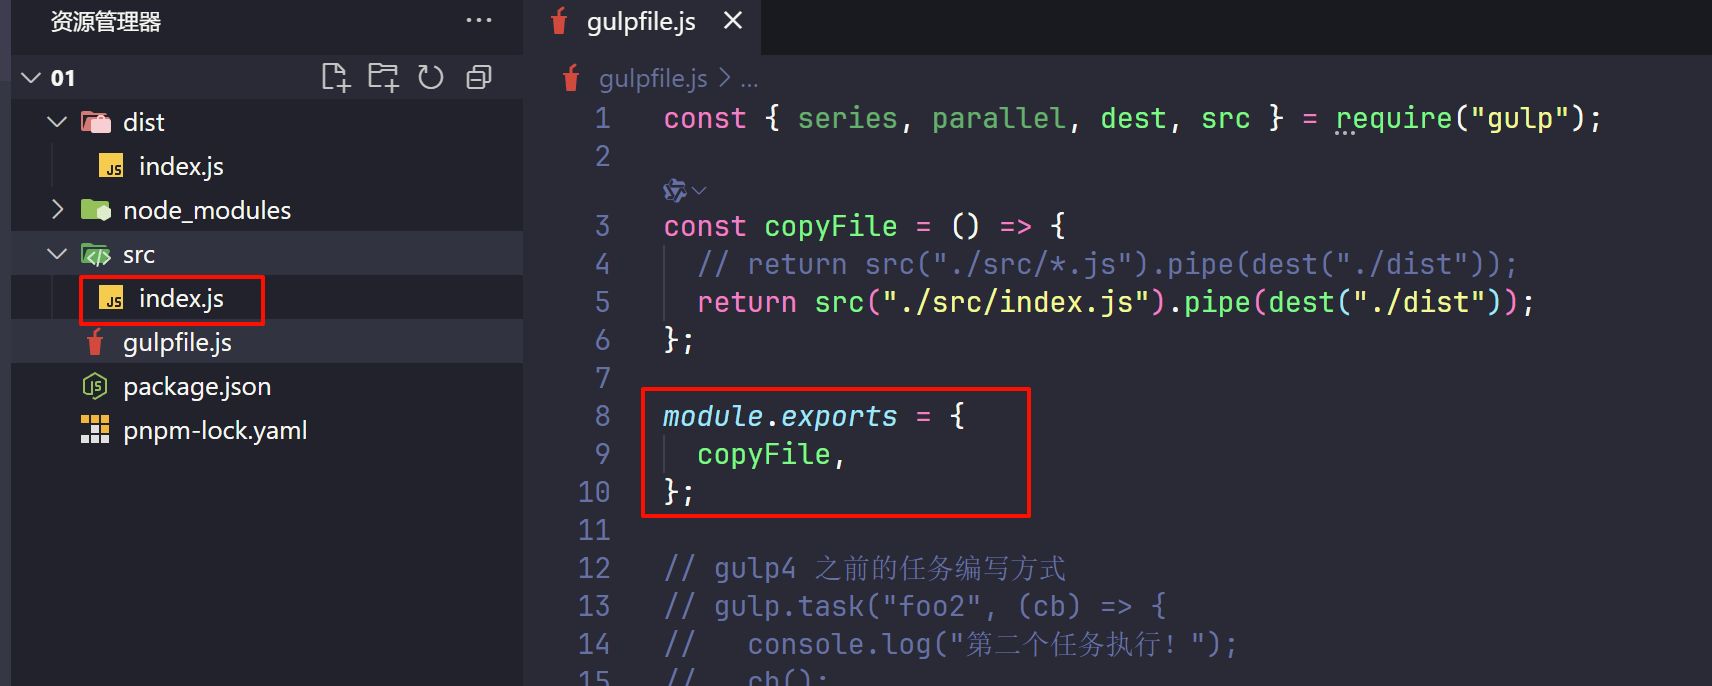 资源管理器
01
dist
index.js
node_modules
src
index.js
gulpfile.js
package.json
pnpm-lock.yaml
gulpfile.js
gulpfile.js > ...
1 const { series, parallel, dest, src } = require("gulp");
2
3 const copyFile = () => {
4 // return src("./src/*.js").pipe(dest("./dist"));
5 return src("./src/index.js").pipe(dest("./dist"));
6 };
7
8 module.exports = {
9 copyFile,
10 };
11
12 // gulp4 之前的任务编写方式
13 // gulp.task("foo2", (cb) => {
14 // console.log("第二个任务执行！");
15 // cb();